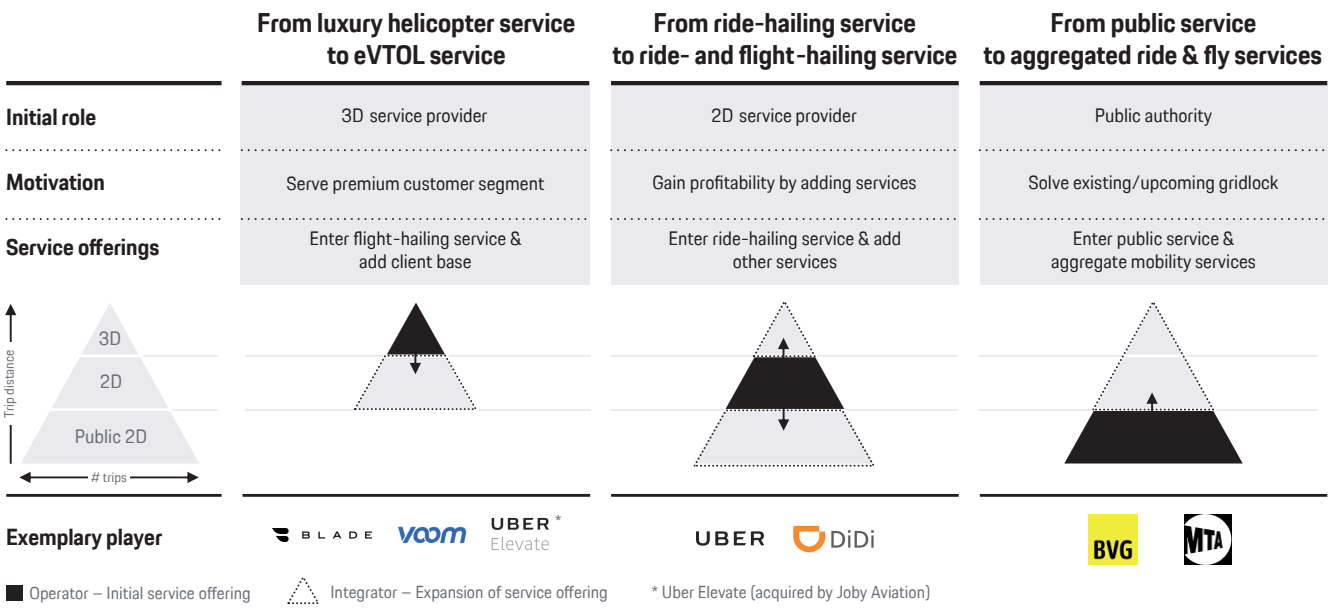 From luxury helicopter service
to eVTOL service
From ride-hailing service
to ride- and flight-hailing service
From public service
to aggregated ride & fly services
Initial role
3D service provider
2D service provider
Public authority
Motivation
Serve premium customer segment
Gain profitability by adding services
Solve existing/upcoming gridlock
Service offerings
Enter flight-hailing service &
add client base
Enter ride-hailing service & add
other services
Enter public service &
aggregate mobility services
Trip distance
3D
2D
Public 2D
# trips
Exemplary player
BLADE
voom
UBER *
Elevate
UBER
DiDi
BVG
MTA
Operator – Initial service offering
Integrator – Expansion of service offering
* Uber Elevate (acquired by Joby Aviation)